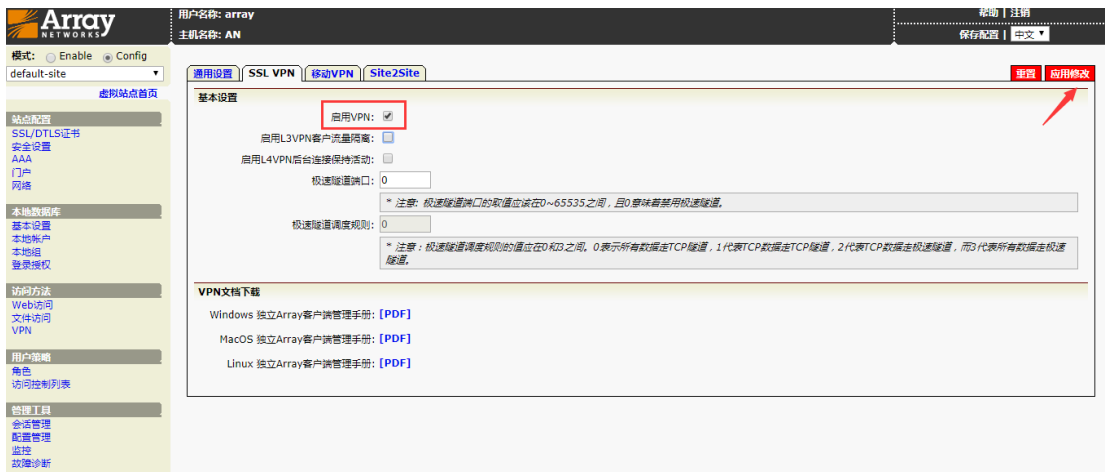 Array
NETWORKS
用户名称: array
主机名称: AN
帮助 | 注销
保存配置 | 中文
模式: Enable Config
default-site
虚拟站点首页
站点配置
SSL/DTLS证书
安全设置
AAA
门户
网络
本地数据库
基本设置
本地帐户
本地组
登录授权
访问方法
Web访问
文件访问
VPN
用户策略
角色
访问控制列表
管理工具
会话管理
配置管理
监控
故障诊断
通用设置 SSL VPN 移动VPN Site2Site
重置 应用修改
基本设置
启用VPN:
启用L3VPN客户流量隔离:
启用L4VPN后台连接保持活动:
极速隧道端口: 0
* 注意: 极速隧道端口的取值应该在0~65535之间，且0意味着禁用极速隧道。
极速隧道调度规则: 0
* 注意：极速隧道调度规则的值应在0和3之间。0表示所有数据走TCP隧道，1代表TCP数据走TCP隧道，2代表TCP数据走极速隧道，而3代表所有数据走极速
隧道。
VPN文档下载
Windows 独立Array客户端管理手册: [PDF]
MacOS 独立Array客户端管理手册: [PDF]
Linux 独立Array客户端管理手册: [PDF]